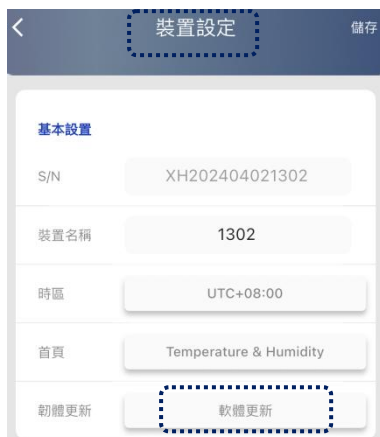 裝置設定
儲存
基本設置
S/N XH202404021302
裝置名稱 1302
時區 UTC+08:00
首頁 Temperature & Humidity
韌體更新 軟體更新